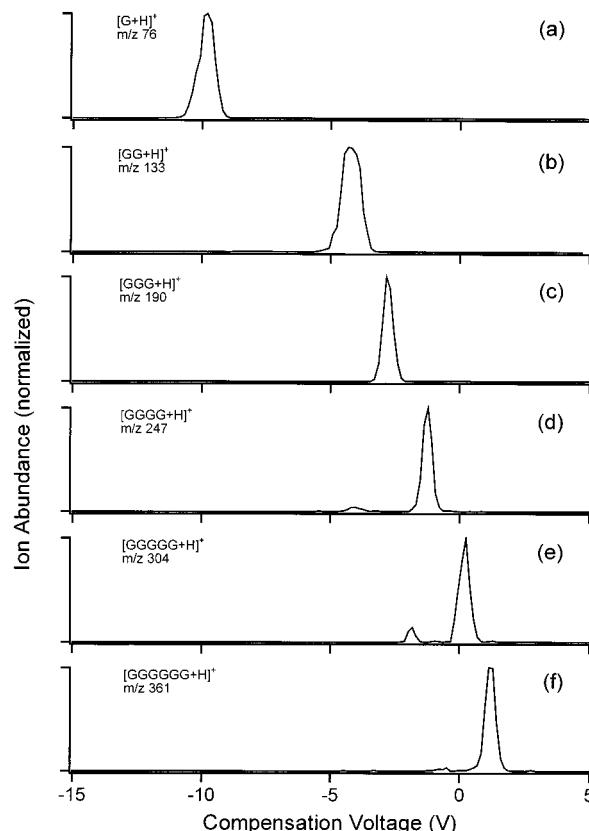 [G+H]⁺
m/z 76
(a)
[GG+H]⁺
m/z 133
(b)
[GGG+H]⁺
m/z 190
(c)
[GGGG+H]⁺
m/z 247
(d)
[GGGGG+H]⁺
m/z 304
(e)
[GGGGGG+H]⁺
m/z 361
(f)
Ion Abundance (normalized)
-15 -10 -5 0 5
Compensation Voltage (V)